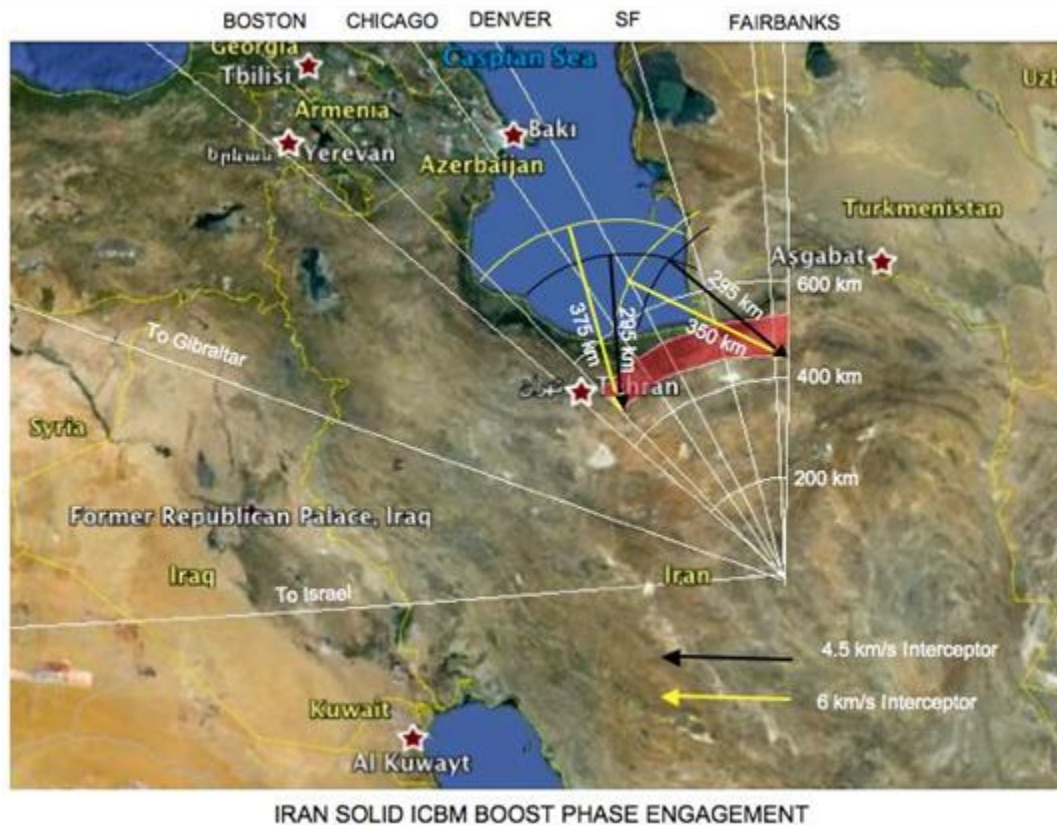 BOSTON CHICAGO DENVER SF FAIRBANKS
Georgia
Tbilisi
Caspian Sea
Uzb
Armenia
Երևան Yerevan
Bakı
Azerbaijan
Turkmenistan
Aşgabat
600 km
295 km
375 km
295 km
350 km
To Gibraltar
تهران Tehran
400 km
Syria
200 km
Former Republican Palace, Iraq
Iraq
Iran
To Israel
4.5 km/s Interceptor
6 km/s Interceptor
Kuwait
Al Kuwayt
IRAN SOLID ICBM BOOST PHASE ENGAGEMENT